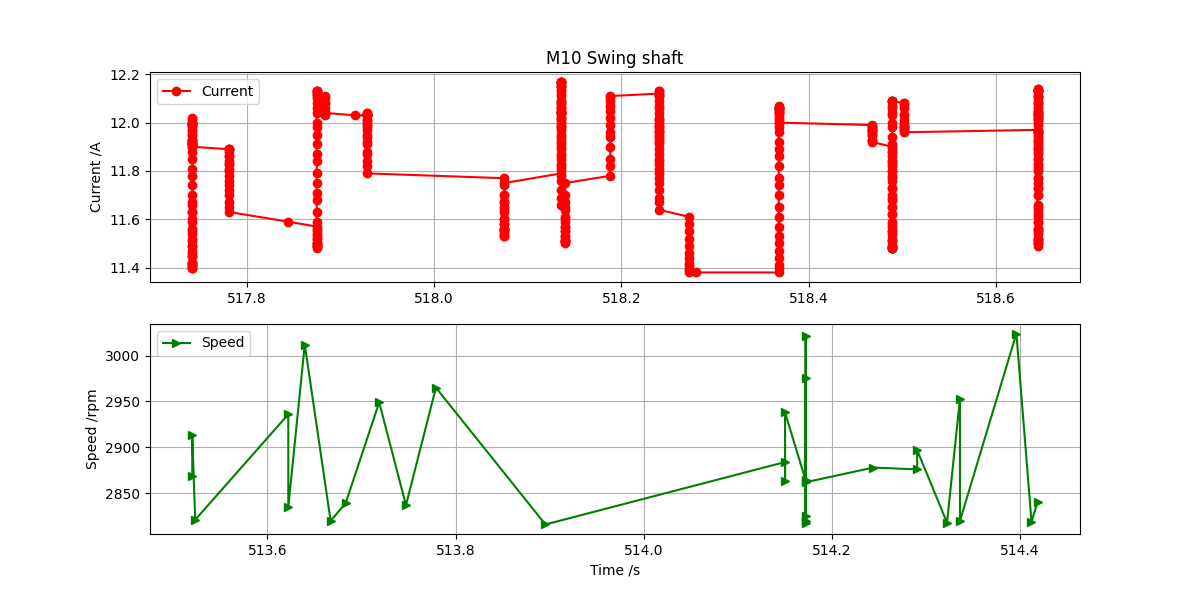 M10 Swing shaft
12.2
12.0
11.8
11.6
11.4
Current /A
Current
517.8 518.0 518.2 518.4 518.6
3000
2950
2900
2850
Speed /rpm
Speed
513.6 513.8 514.0 514.2 514.4
Time /s